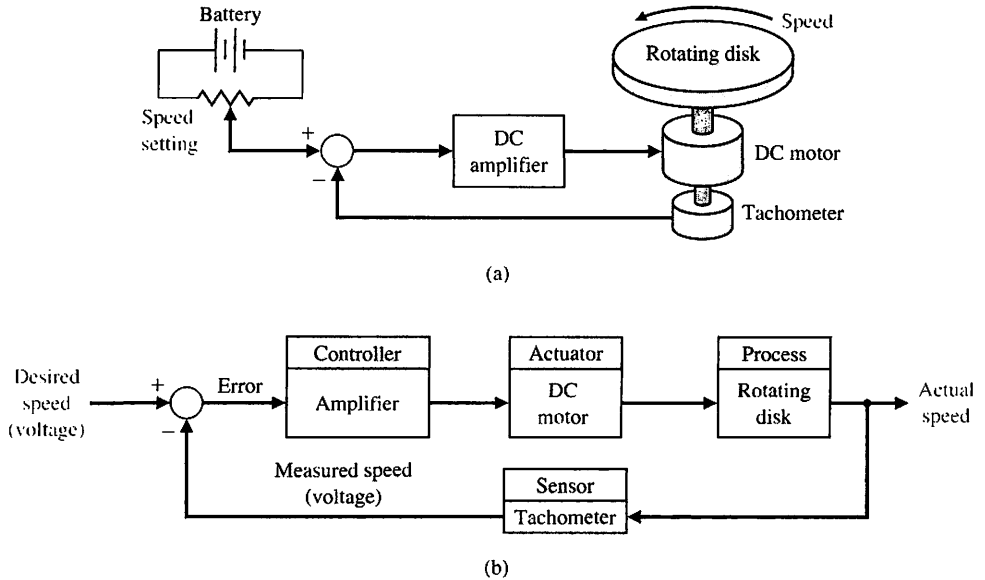 Battery
Speed
setting
+
−
DC
amplifier
Speed
Rotating disk
DC motor
Tachometer
(a)
Desired
speed
(voltage)
+
−
Error
Controller
Amplifier
Actuator
DC
motor
Process
Rotating
disk
Actual
speed
Measured speed
(voltage)
Sensor
Tachometer
(b)